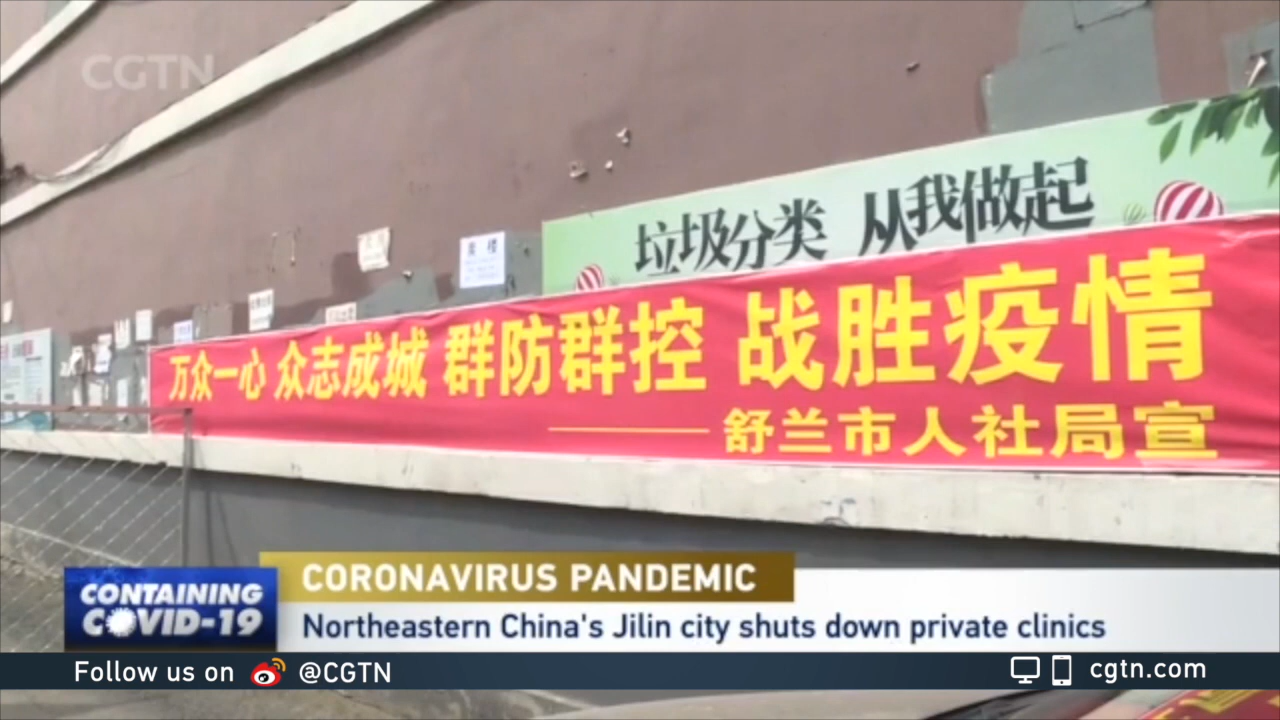 CGTN
垃圾分类 从我做起
万众一心 众志成城 群防群控 战胜疫情
——舒兰市人社局宣
CORONAVIRUS PANDEMIC
CONTAINING COVID-19
Northeastern China's Jilin city shuts down private clinics
Follow us on @CGTN
cgtn.com